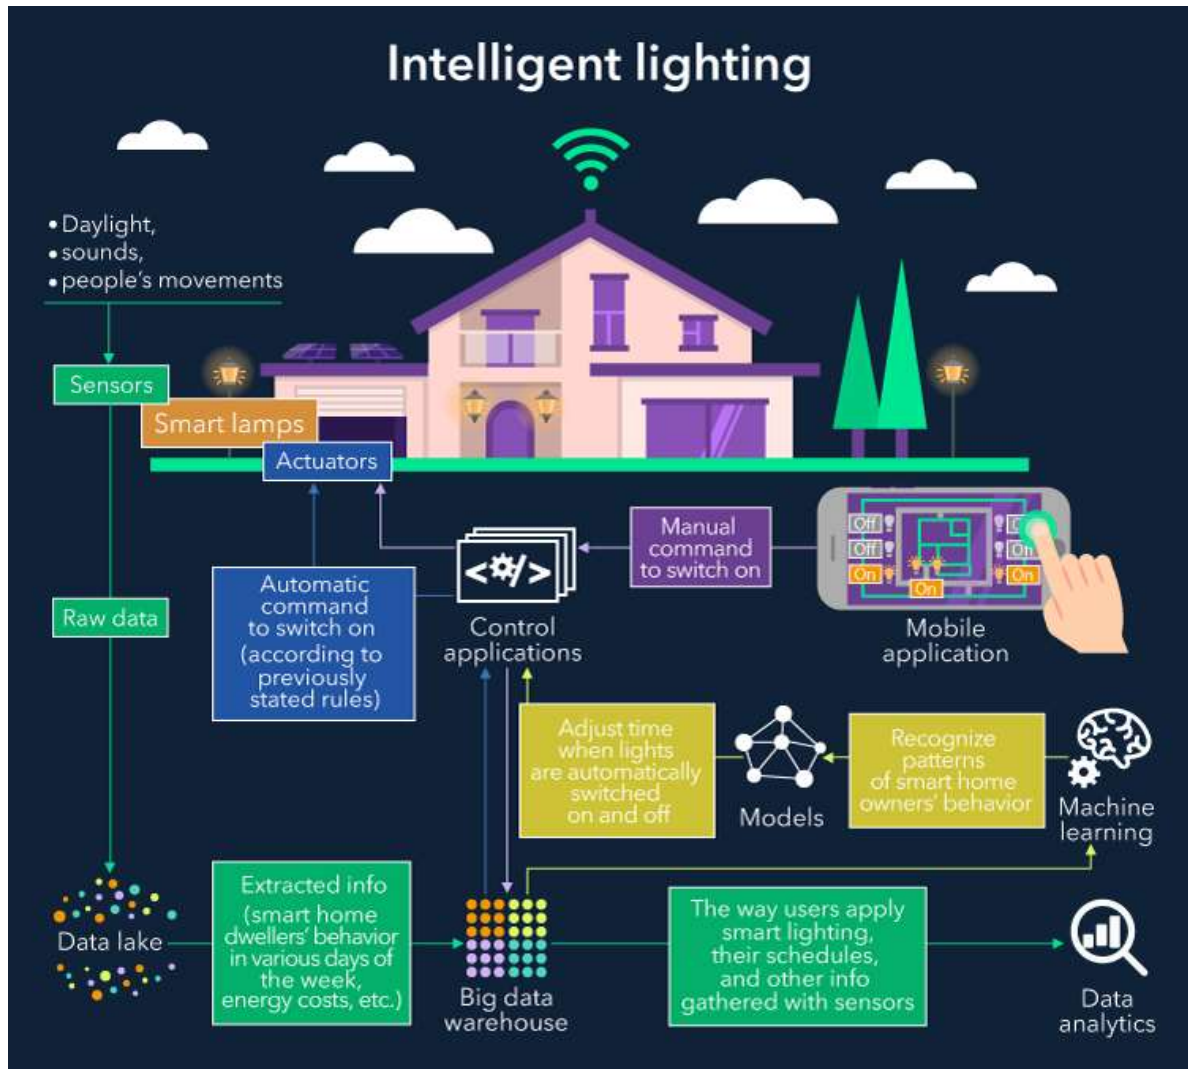 Intelligent lighting
• Daylight,
• sounds,
• people's movements
Sensors
Smart lamps
Actuators
Raw data
Automatic
command
to switch on
(according to
previously
stated rules)
</>
Control
applications
Manual
command
to switch on
Off
Off
On
On
Off
On
Mobile
application
Adjust time
when lights
are automatically
switched
on and off
Models
Recognize
patterns
of smart home
owners' behavior
Machine
learning
Data lake
Extracted info
(smart home
dwellers' behavior
in various days of
the week,
energy costs, etc.)
Big data
warehouse
The way users apply
smart lighting,
their schedules,
and other info
gathered with sensors
Data
analytics